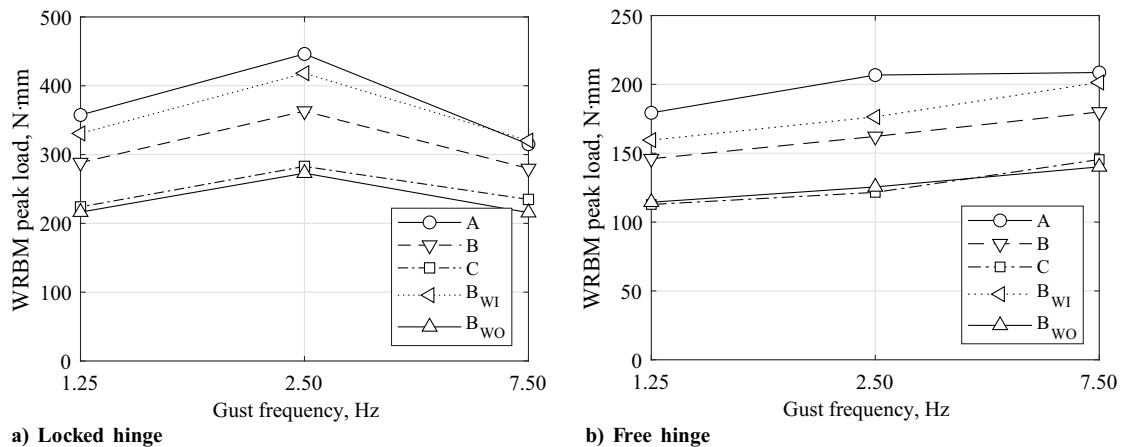 500
400
300
200
100
0
WRBM peak load, N·mm
A
B
C
B_WI
B_WO
1.25
2.50
7.50
Gust frequency, Hz
a) Locked hinge
250
200
150
100
50
0
WRBM peak load, N·mm
A
B
C
B_WI
B_WO
1.25
2.50
7.50
Gust frequency, Hz
b) Free hinge